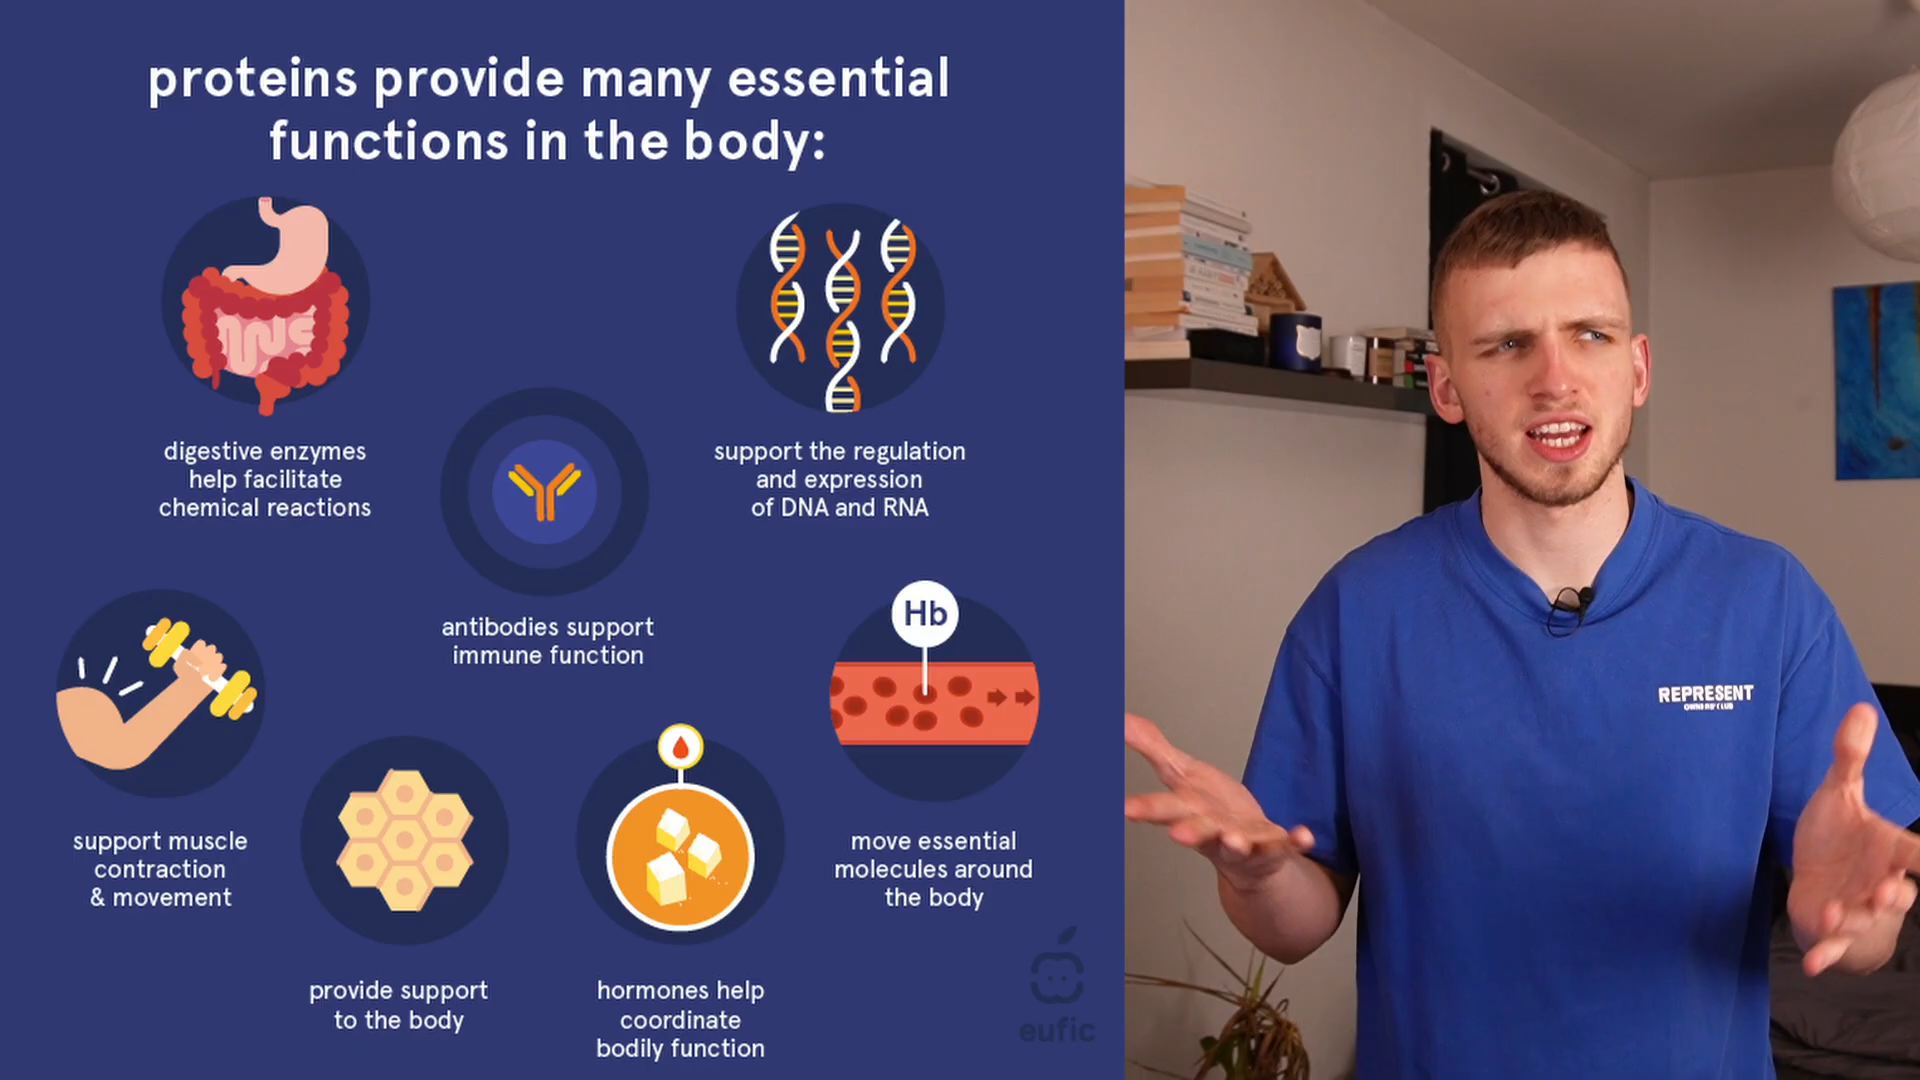 proteins provide many essential
functions in the body:
digestive enzymes
help facilitate
chemical reactions
support the regulation
and expression
of DNA and RNA
antibodies support
immune function
Hb
support muscle
contraction
& movement
move essential
molecules around
the body
provide support
to the body
hormones help
coordinate
bodily function
eufic
REPRESENT